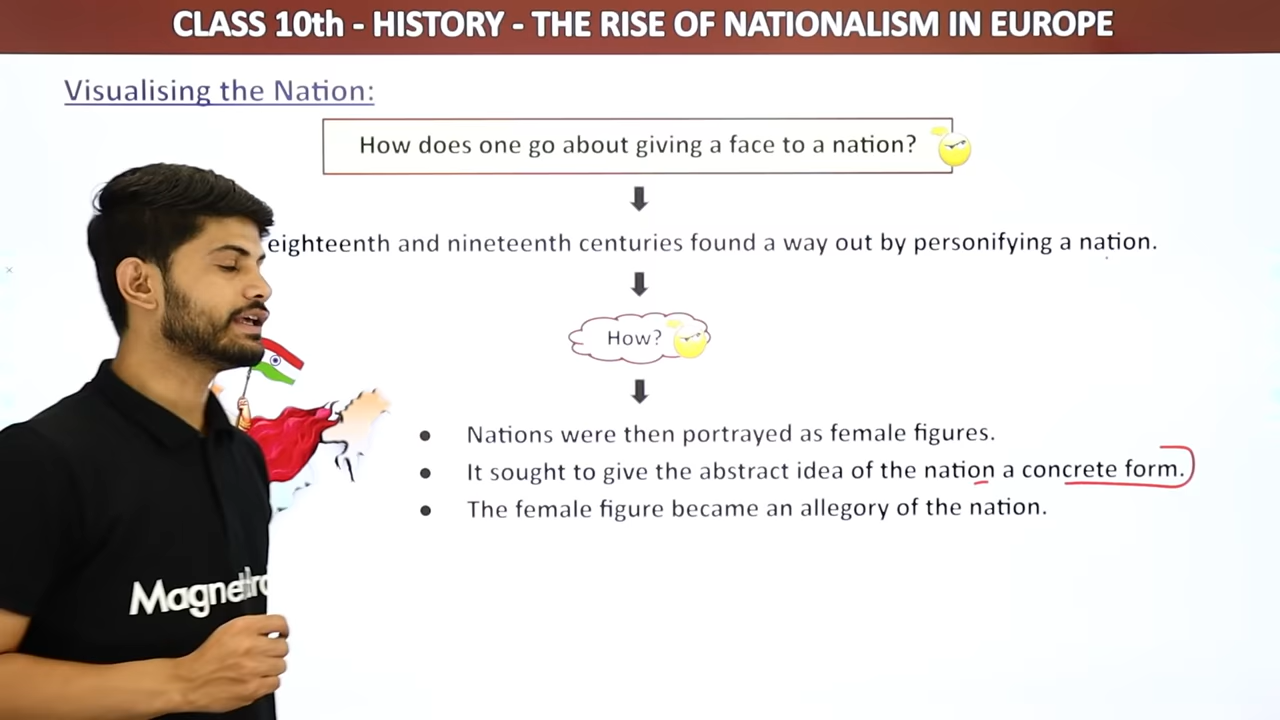 CLASS 10th - HISTORY - THE RISE OF NATIONALISM IN EUROPE
Visualising the Nation:
How does one go about giving a face to a nation?
eighteenth and nineteenth centuries found a way out by personifying a nation.
How?
• Nations were then portrayed as female figures.
• It sought to give the abstract idea of the nation a concrete form.
• The female figure became an allegory of the nation.